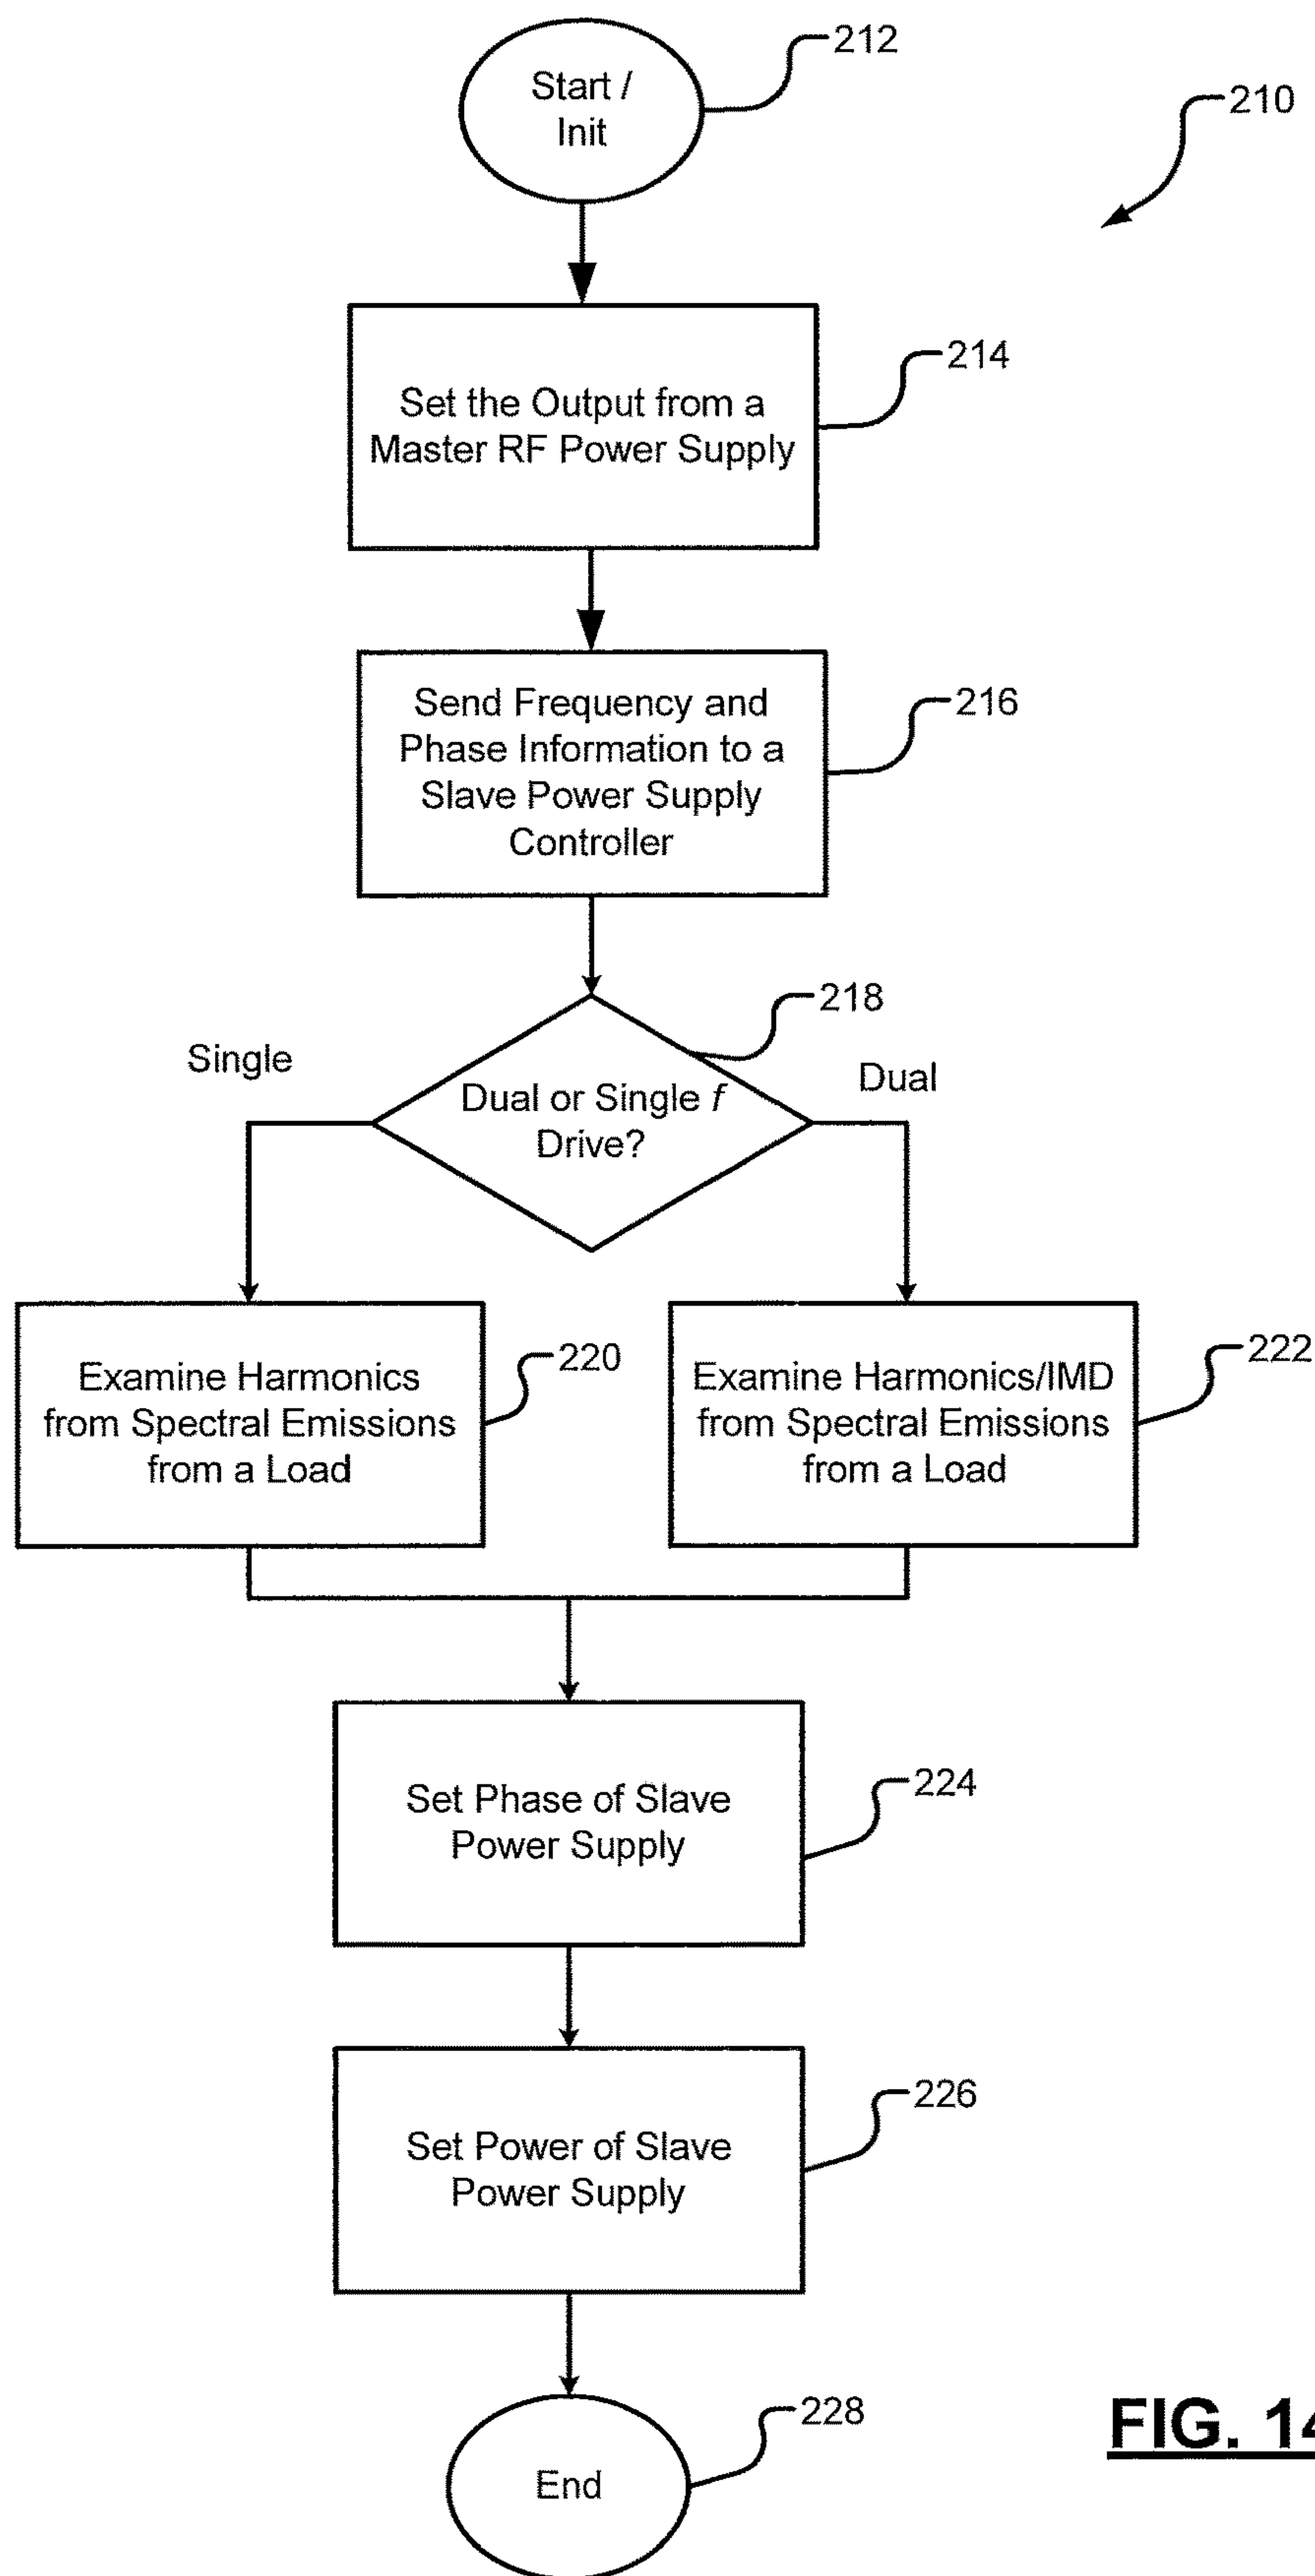 212
Start /
Init
210
214
Set the Output from a
Master RF Power Supply
216
Send Frequency and
Phase Information to a
Slave Power Supply
Controller
218
Single
Dual
Dual or Single f
Drive?
220
Examine Harmonics
from Spectral Emissions
from a Load
222
Examine Harmonics/IMD
from Spectral Emissions
from a Load
224
Set Phase of Slave
Power Supply
226
Set Power of Slave
Power Supply
228
End
FIG. 14